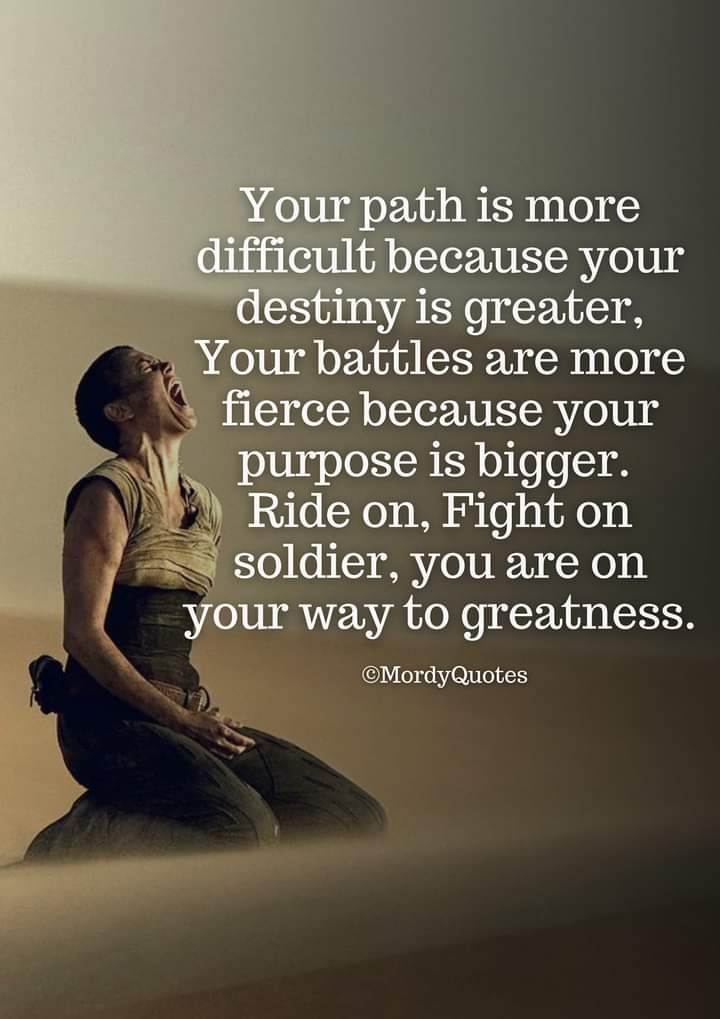 Your path is more
difficult because your
destiny is greater,
Your battles are more
fierce because your
purpose is bigger.
Ride on, Fight on
soldier, you are on
your way to greatness.
©MordyQuotes